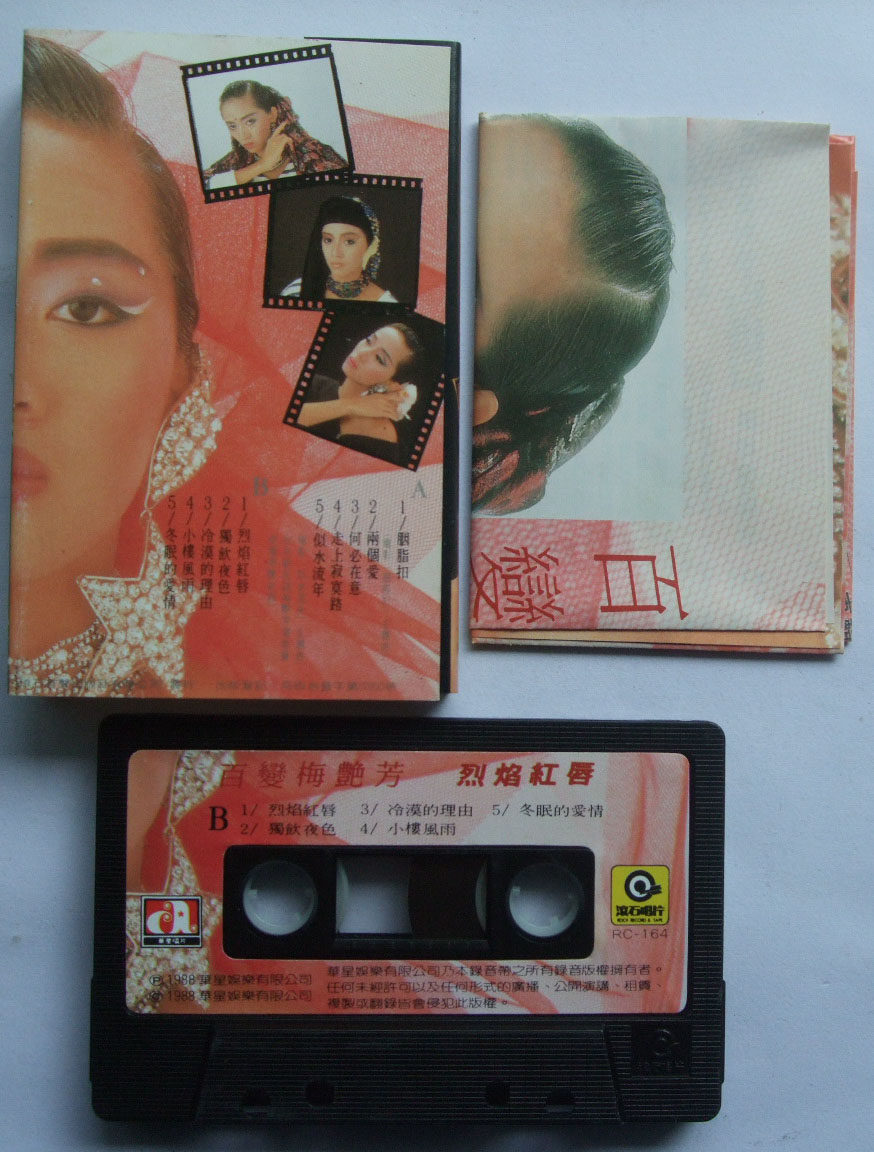 A
1/胭脂扣
2/兩個愛
3/何必在意
4/走上寂寞路
5/似水流年
B
1/烈焰紅唇
2/獨飲夜色
3/冷漠的理由
4/小樓風雨
5/冬眠的愛情
百變
百變梅艷芳 烈焰紅唇
B 1/ 烈焰紅唇 3/ 冷漠的理由 5/ 冬眠的愛情
2/ 獨飲夜色 4/ 小樓風雨
華星唱片
滾石唱片
ROCK RECORD & TAPE
RC-164
Ⓟ 1988 華星娛樂有限公司
© 1988 華星娛樂有限公司
華星娛樂有限公司乃本錄音帶之所有錄音版權擁有者。
任何未經許可以及任何形式的廣播、公開演講、租賃、
複製或翻錄皆會侵犯此版權。